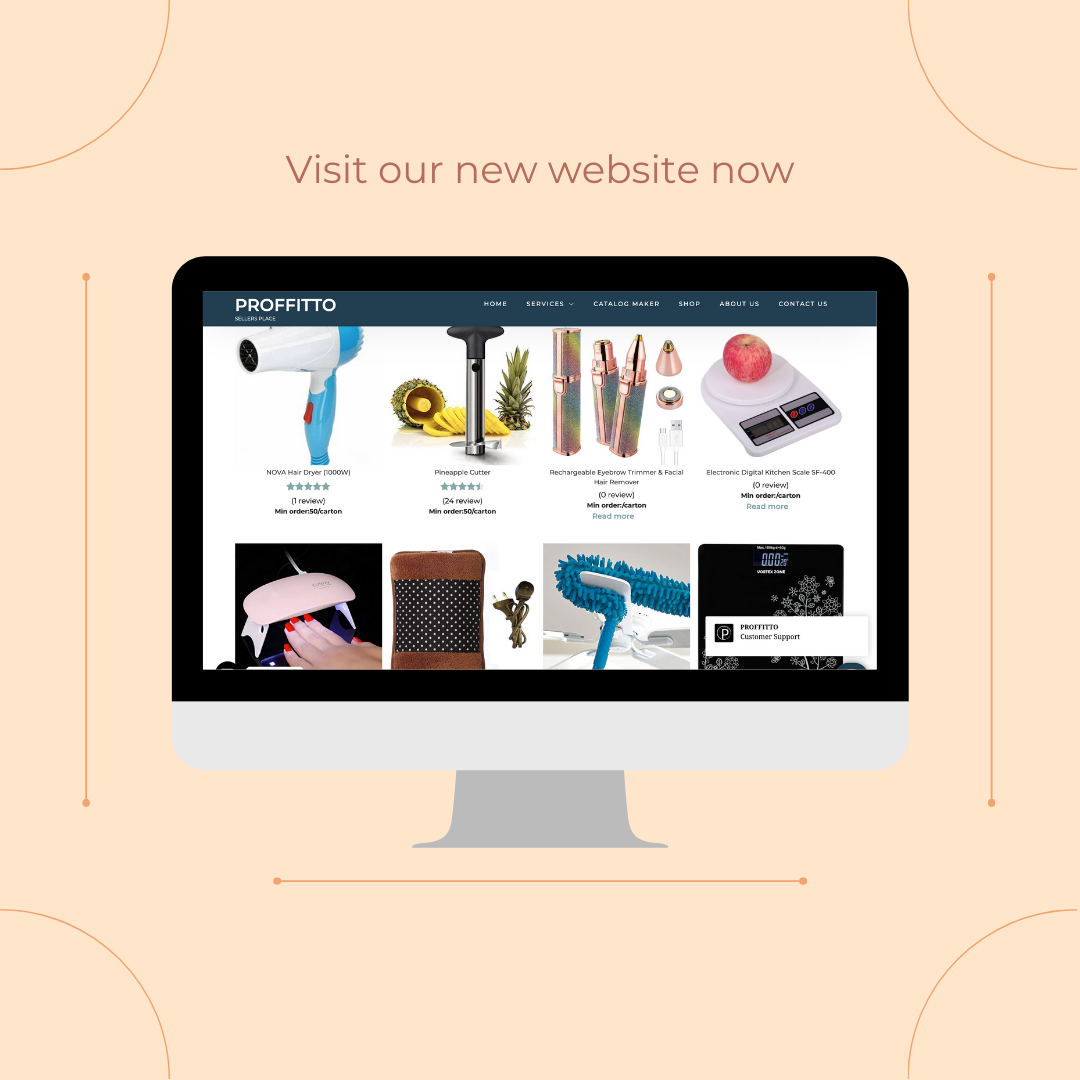 Visit our new website now
PROFFITTO
SELLERS PLACE
HOME SERVICES CATALOG MAKER SHOP ABOUT US CONTACT US
NOVA Hair Dryer (1000W)
(1 review)
Min order:50/carton
Pineapple Cutter
(24 review)
Min order:50/carton
Rechargeable Eyebrow Trimmer & Facial
Hair Remover
(0 review)
Min order:/carton
Read more
Electronic Digital Kitchen Scale SF-400
(0 review)
Min order:/carton
Read more
VOETEX ZONE
P
PROFFITTO
Customer Support